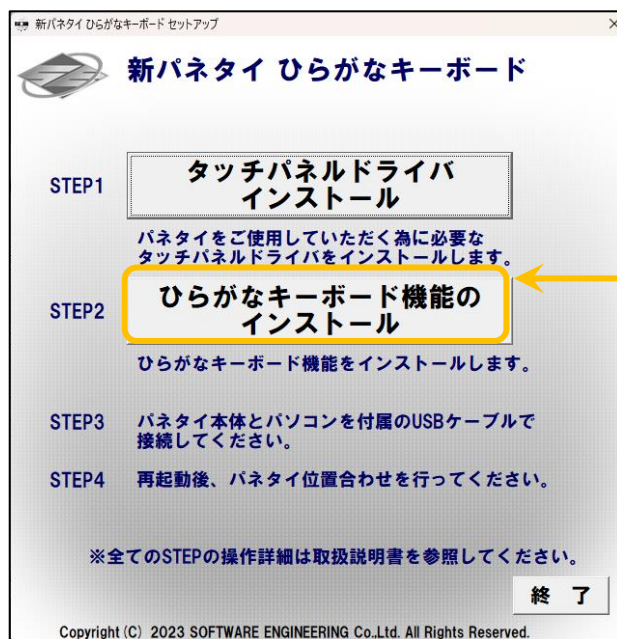 新パネタイ ひらがなキーボード セットアップ
新パネタイ ひらがなキーボード
STEP1
タッチパネルドライバ
インストール
パネタイをご使用していただく為に必要な
タッチパネルドライバをインストールします。
STEP2
ひらがなキーボード機能の
インストール
ひらがなキーボード機能をインストールします。
STEP3
パネタイ本体とパソコンを付属のUSBケーブルで
接続してください。
STEP4
再起動後、パネタイ位置合わせを行ってください。
※全てのSTEPの操作詳細は取扱説明書を参照してください。
終 了
Copyright (C) 2023 SOFTWARE ENGINEERING Co.,Ltd. All Rights Reserved.